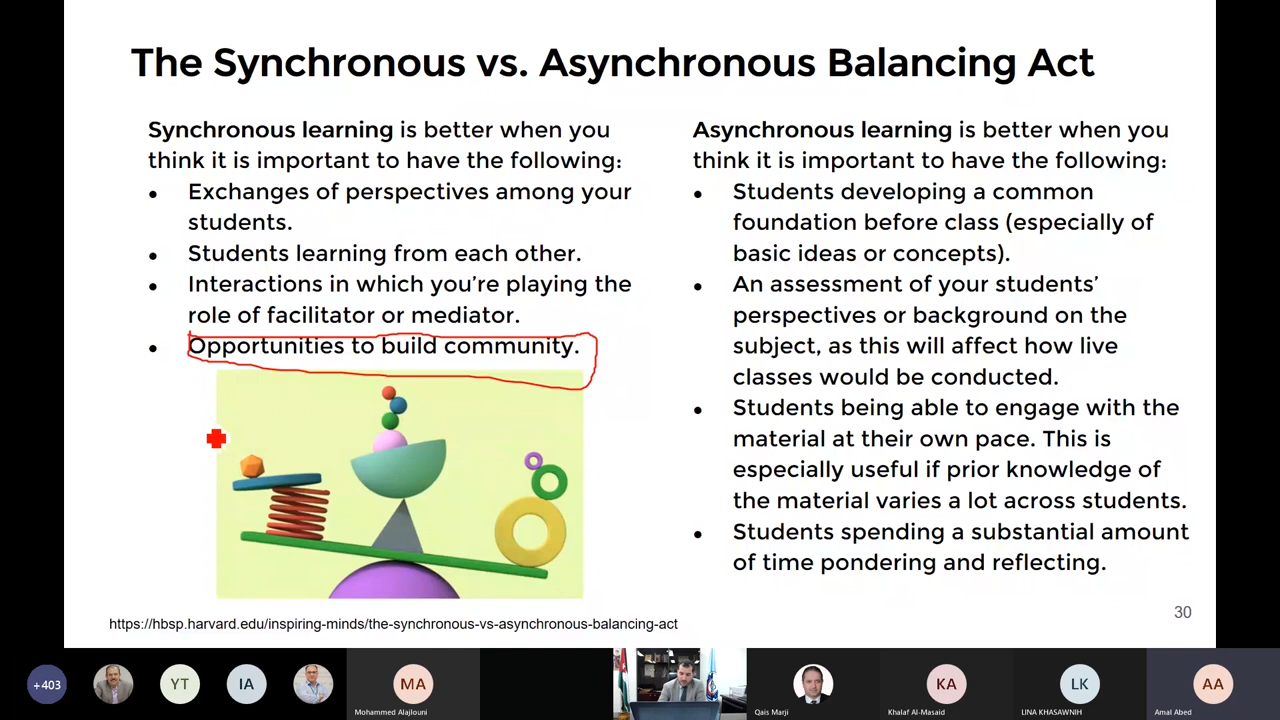 The Synchronous vs. Asynchronous Balancing Act
Synchronous learning is better when you
think it is important to have the following:
• Exchanges of perspectives among your
students.
• Students learning from each other.
• Interactions in which you’re playing the
role of facilitator or mediator.
• Opportunities to build community.
Asynchronous learning is better when you
think it is important to have the following:
• Students developing a common
foundation before class (especially of
basic ideas or concepts).
• An assessment of your students’
perspectives or background on the
subject, as this will affect how live
classes would be conducted.
• Students being able to engage with the
material at their own pace. This is
especially useful if prior knowledge of
the material varies a lot across students.
• Students spending a substantial amount
of time pondering and reflecting.
https://hbsp.harvard.edu/inspiring-minds/the-synchronous-vs-asynchronous-balancing-act
30
+403
YT
IA
MA
Mohammed Alajlouni
Qais Marji
KA
Khalaf Al-Masaid
LK
LINA KHASAWNIH
AA
Amal Abed